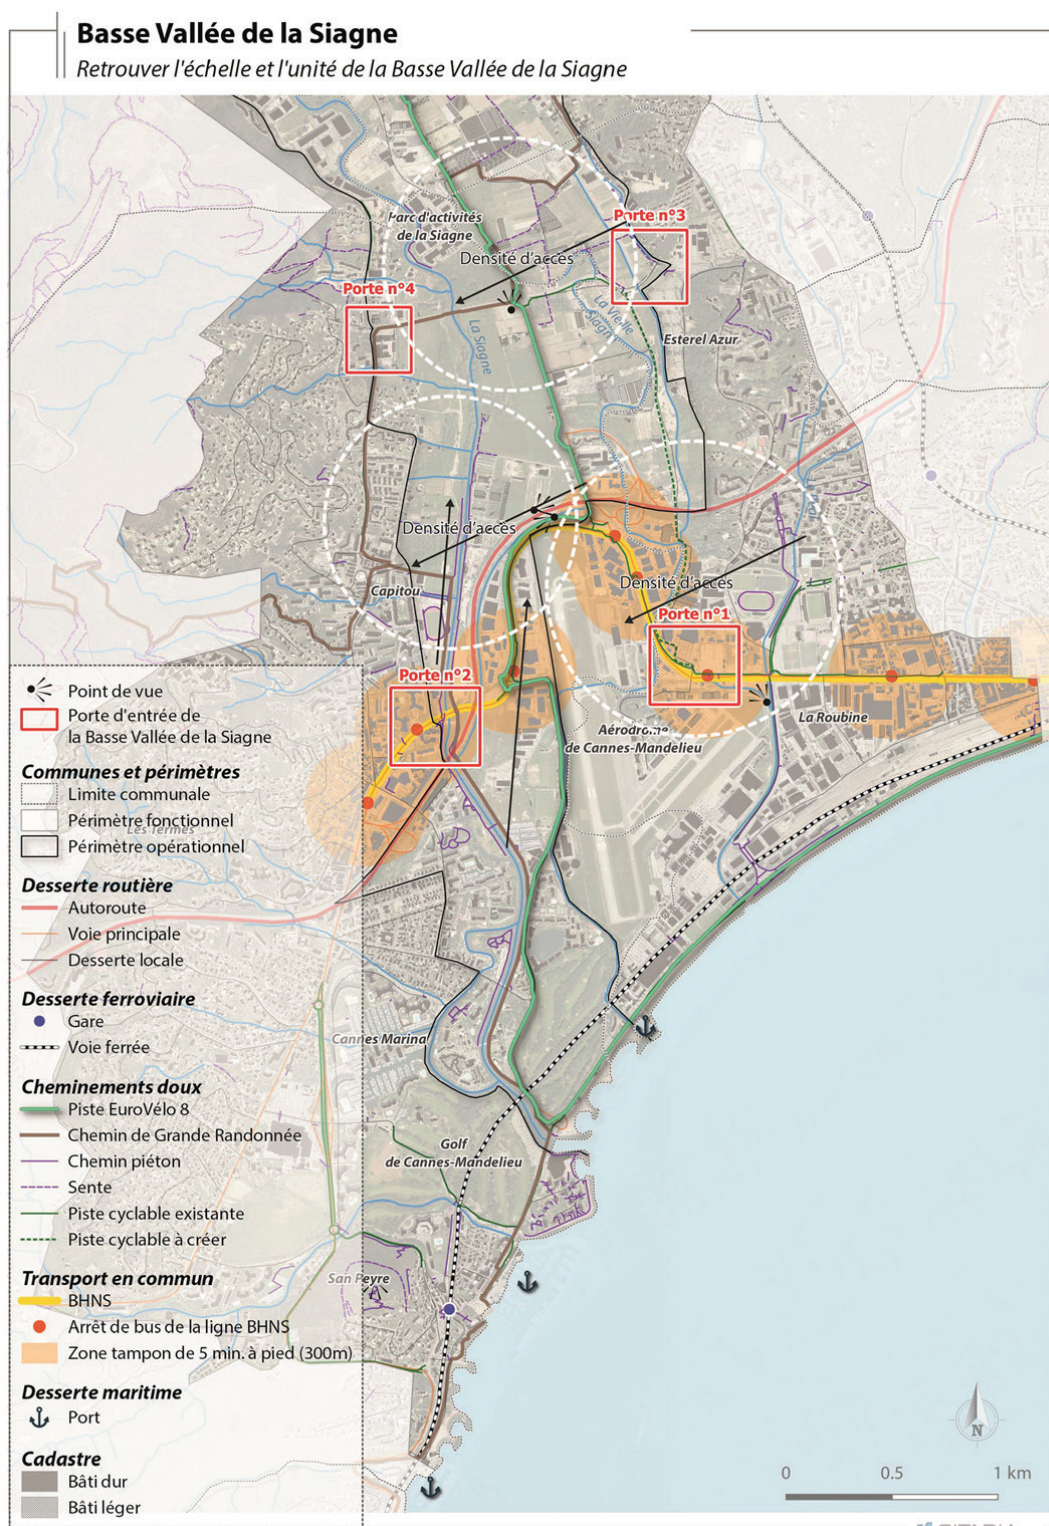 Basse Vallée de la Siagne
Retrouver l'échelle et l'unité de la Basse Vallée de la Siagne
Parc d'activités
de la Siagne
Porte n°3
Densité d'accès
Porte n°4
La Siagne
La Vieille
Siagne
Esterel Azur
Densité d'accès
Densité d'accès
Capitou
Porte n°1
Porte n°2
La Roubine
Aérodrome
de Cannes-Mandelieu
Les Termes
Cannes Marina
Golf
de Cannes-Mandelieu
San Peyre
Point de vue
Porte d'entrée de
la Basse Vallée de la Siagne
Communes et périmètres
Limite communale
Périmètre fonctionnel
Périmètre opérationnel
Desserte routière
Autoroute
Voie principale
Desserte locale
Desserte ferroviaire
Gare
Voie ferrée
Cheminements doux
Piste EuroVélo 8
Chemin de Grande Randonnée
Chemin piéton
Sente
Piste cyclable existante
Piste cyclable à créer
Transport en commun
BHNS
Arrêt de bus de la ligne BHNS
Zone tampon de 5 min. à pied (300m)
Desserte maritime
Port
Cadastre
Bâti dur
Bâti léger
N
0 0.5 1 km